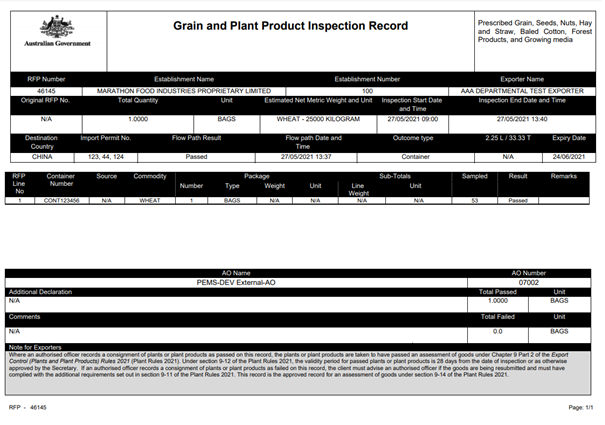 Australian Government
Grain and Plant Product Inspection Record
Prescribed Grain, Seeds, Nuts, Hay
and Straw, Baled Cotton, Forest
Products, and Growing media
RFP Number Establishment Name Establishment Number Exporter Name
46145 MARATHON FOOD INDUSTRIES PROPRIETARY LIMITED 100 AAA DEPARTMENTAL TEST EXPORTER
Original RFP No. Total Quantity Unit Estimated Net Metric Weight and Unit Inspection Start Date and Time Inspection End Date and Time
N/A 1.0000 BAGS WHEAT - 25000 KILOGRAM 27/05/2021 09:00 27/05/2021 13:40
Destination Country Import Permit No. Flow Path Result Flow path Date and Time Outcome type 2.25 L / 33.33 T Expiry Date
CHINA 123, 44, 124 Passed 27/05/2021 13:37 Container N/A 24/06/2021
RFP Line No Container Number Source Commodity Package Sub-Totals Sampled Result Remarks
Number Type Weight Unit Line Weight Unit
1 CONT123456 N/A WHEAT 1 BAGS N/A N/A N/A N/A 53 Passed
AO Name AO Number
PEMS-DEV External-AO 07002
Additional Declaration Total Passed Unit
N/A 1.0000 BAGS
Comments Total Failed Unit
N/A 0.0 BAGS
Note for Exporters
Where an authorised officer records a consignment of plants or plant products as passed on this record, the plants or plant products are taken to have passed an assessment of goods under Chapter 9 Part 2 of the Export
Control (Plants and Plant Products) Rules 2021 (Plant Rules 2021). Under section 9-12 of the Plant Rules 2021, the validity period for passed plants or plant products is 28 days from the date of inspection or as otherwise
approved by the Secretary. If an authorised officer records a consignment of plants or plant products as failed on this record, the client must advise an authorised officer if the goods are being resubmitted and must have
complied with the additional requirements set out in section 9-11 of the Plant Rules 2021. This record is the approved record for an assessment of goods under section 9-14 of the Plant Rules 2021.
RFP - 46145 Page: 1/1